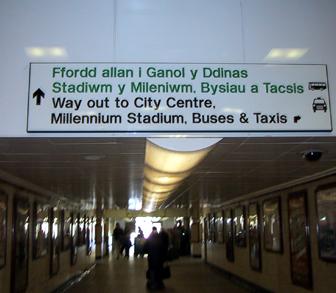 Ffordd allan i Ganol y Ddinas
Stadiwm y Mileniwm, Bysiau a Tacsis
Way out to City Centre,
Millennium Stadium, Buses & Taxis